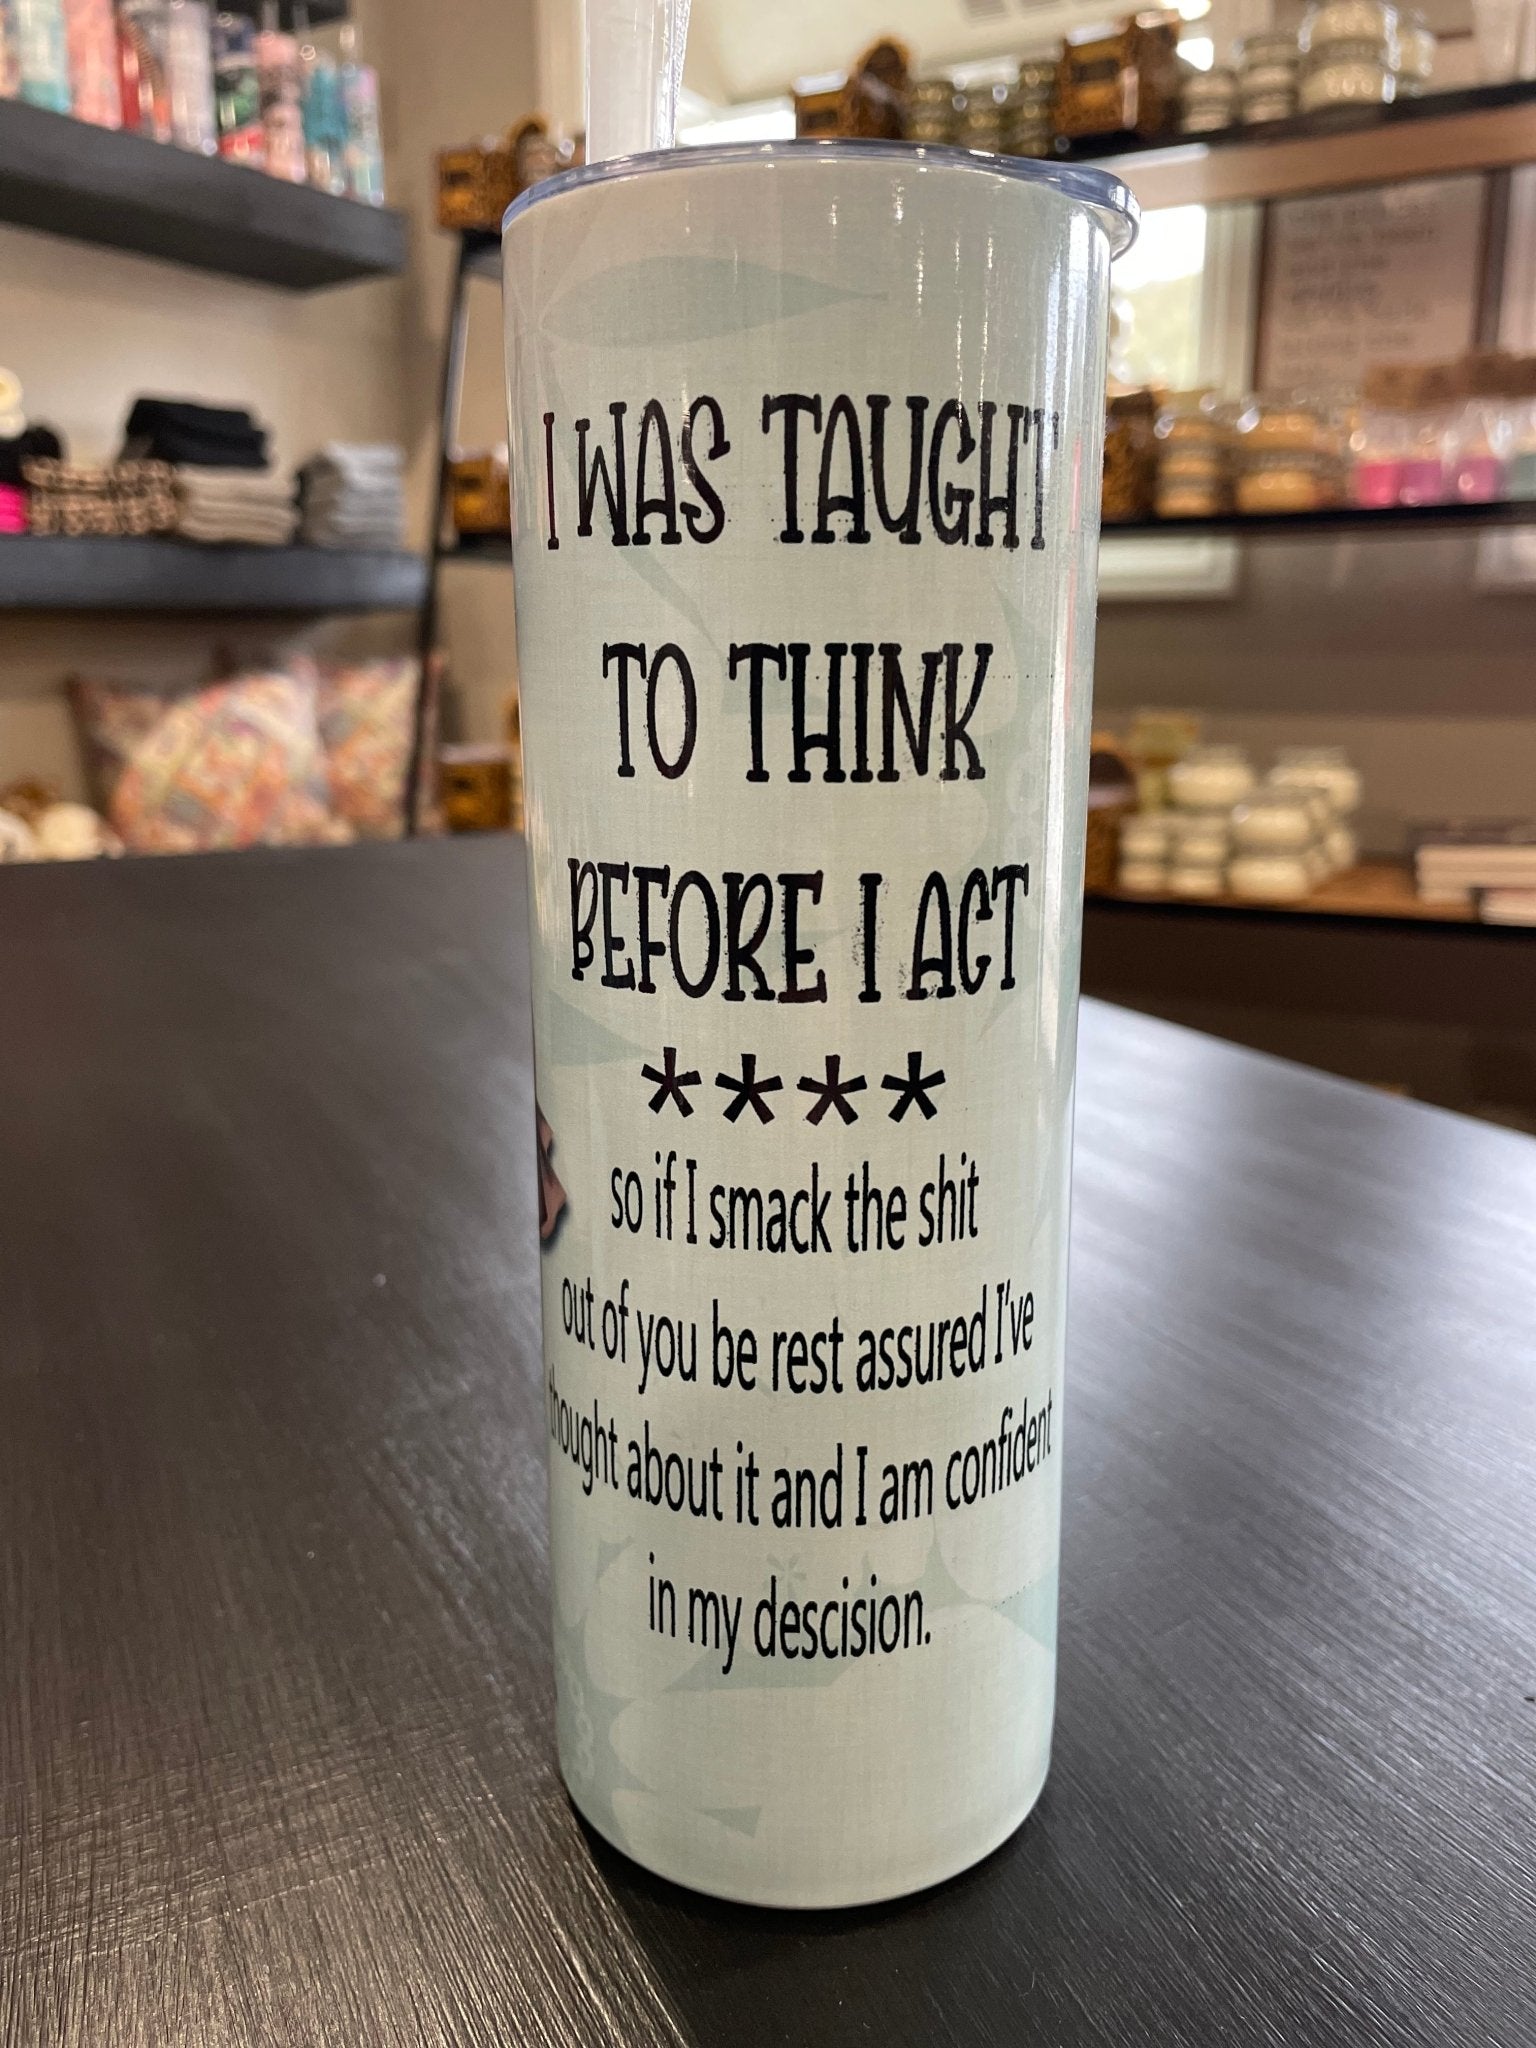 I WAS TAUGHT
TO THINK
BEFORE I ACT
****
so if I smack the shit
out of you be rest assured I've
thought about it and I am confident
in my descision.